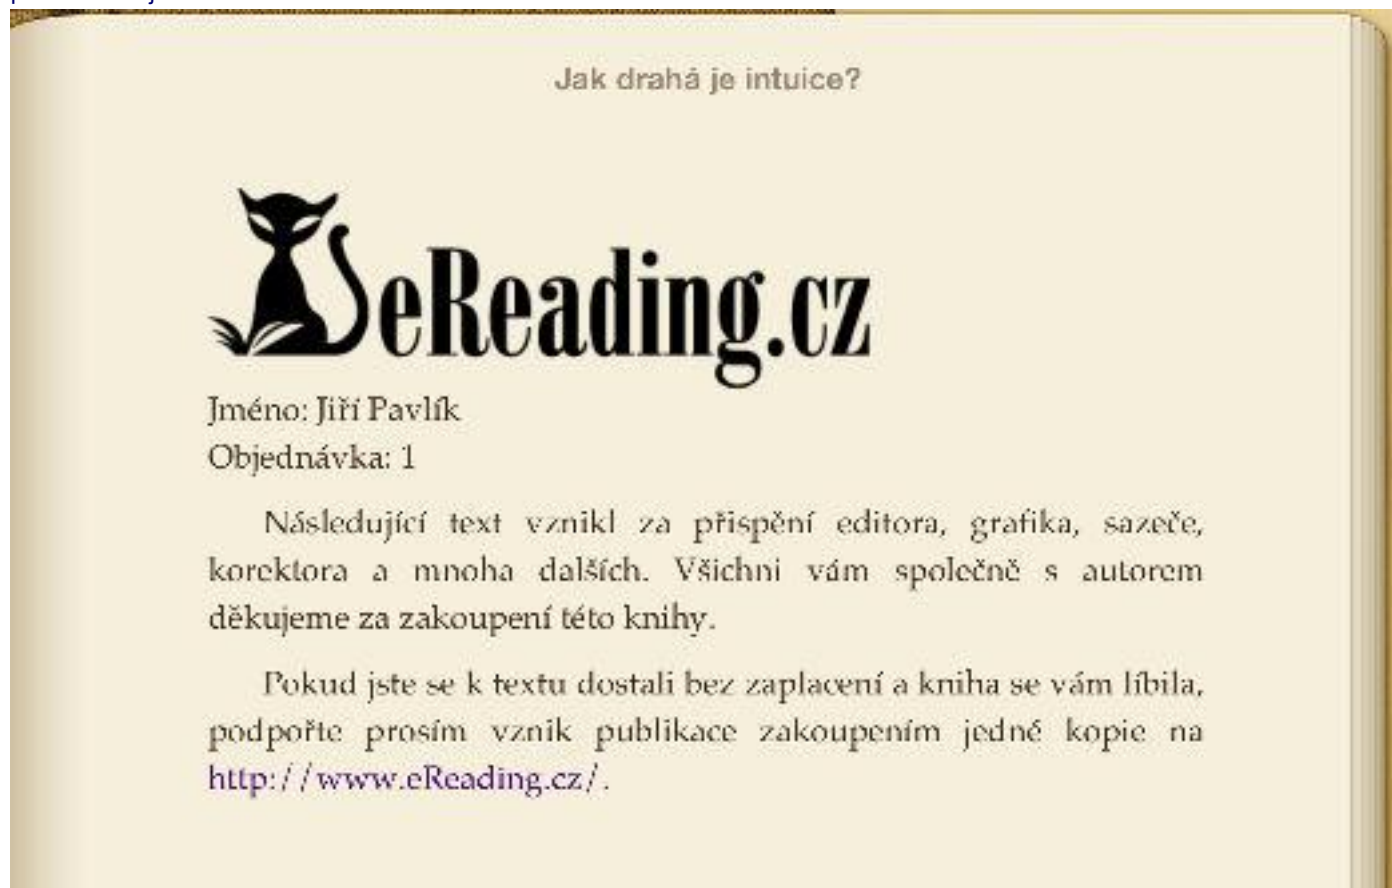 Jak drahá je intuice?
eReading.cz
Jméno: Jiří Pavlík
Objednávka: 1
Následující text vznikl za přispění editora, grafika, sazeče,
korektora a mnoha dalších. Všichni vám společně s autorem
děkujeme za zakoupení této knihy.
Pokud jste se k textu dostali bez zaplacení a kniha se vám líbila,
podpořte prosím vznik publikace zakoupením jedné kopie na
http://www.eReading.cz/.